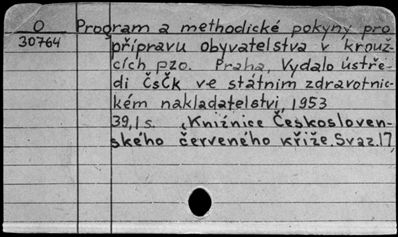 O
30764
Program a methodické pokyny pro
přípravu obyvatelstva v krouž-
cích pzo. Praha, Vydalo ústře-
di ČsČk ve státním zdravotnic-
kém nakladatelstvi, 1953
39,1 s. (Knižnice Českosloven-
ského červeného kříže. Svaz. 17,